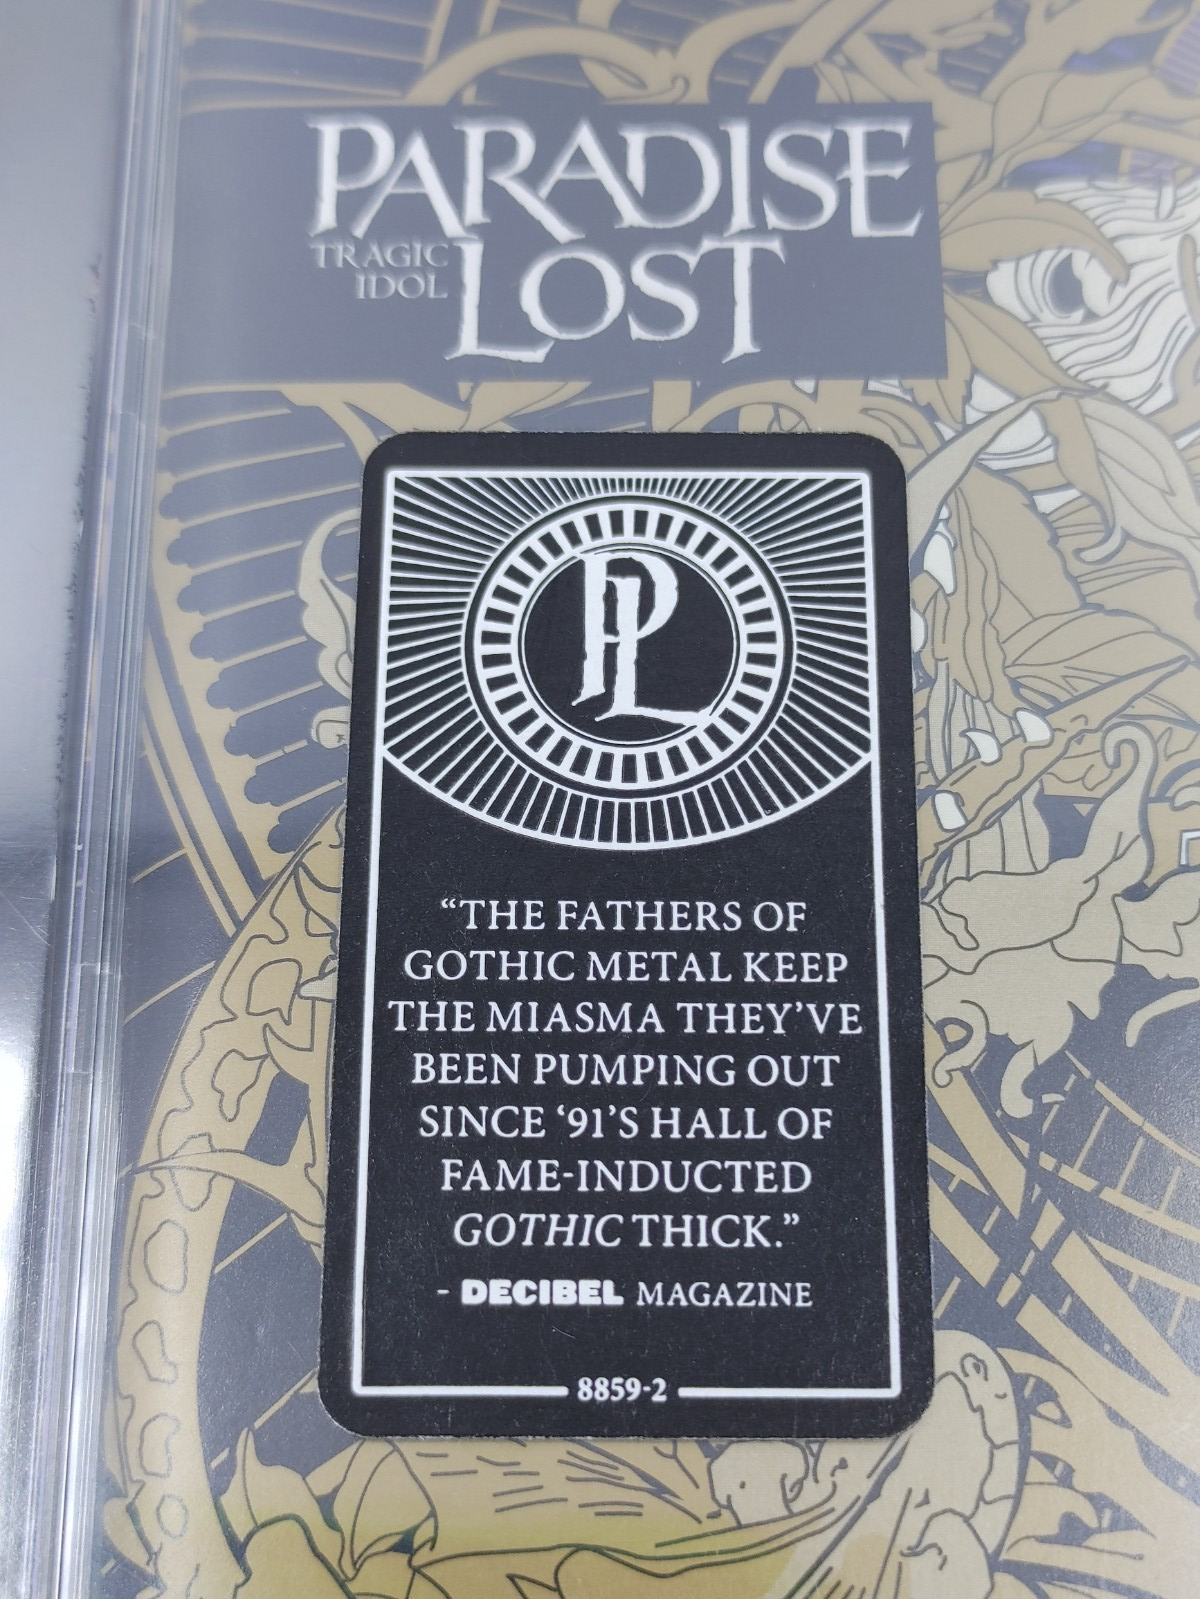 PARADISE
TRAGIC
IDOL
LOST
PL
“THE FATHERS OF
GOTHIC METAL KEEP
THE MIASMA THEY’VE
BEEN PUMPING OUT
SINCE ‘91’S HALL OF
FAME-INDUCTED
GOTHIC THICK.”
- DECIBEL MAGAZINE
8859-2